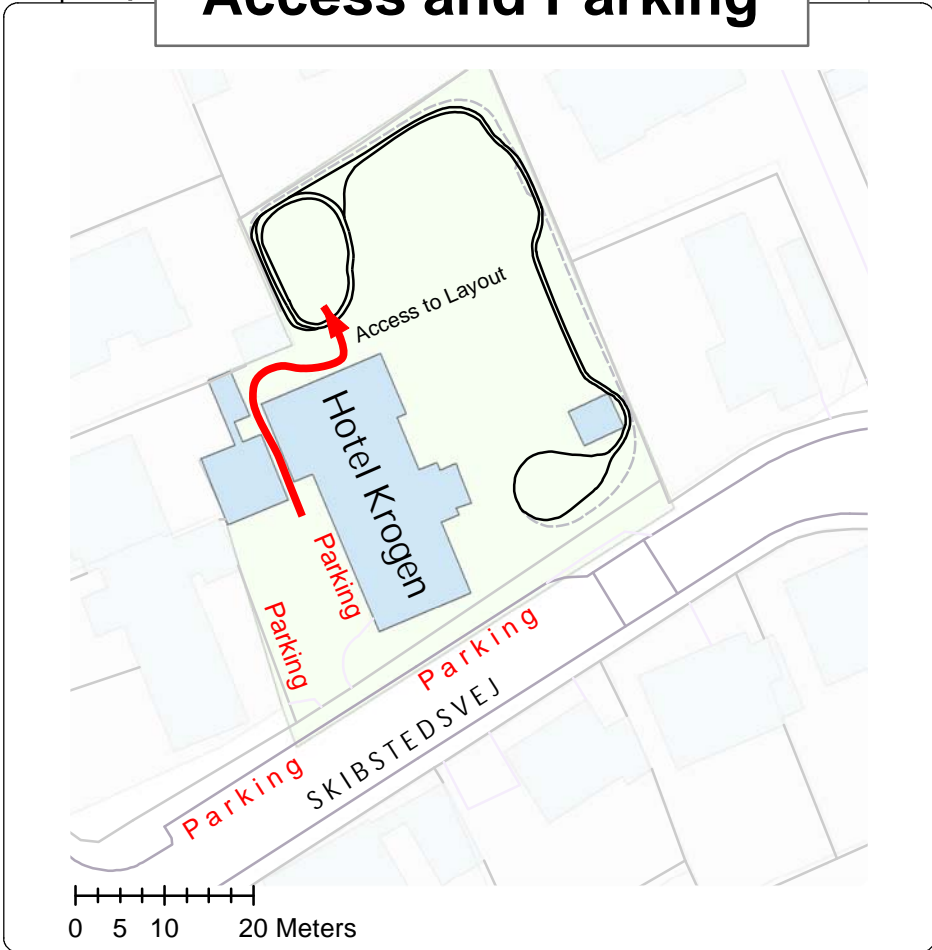 Access and Parking
Access to Layout
Hotel Krogen
Parking
Parking
Parking
Parking
SKIBSTEDSVEJ
0 5 10 20 Meters